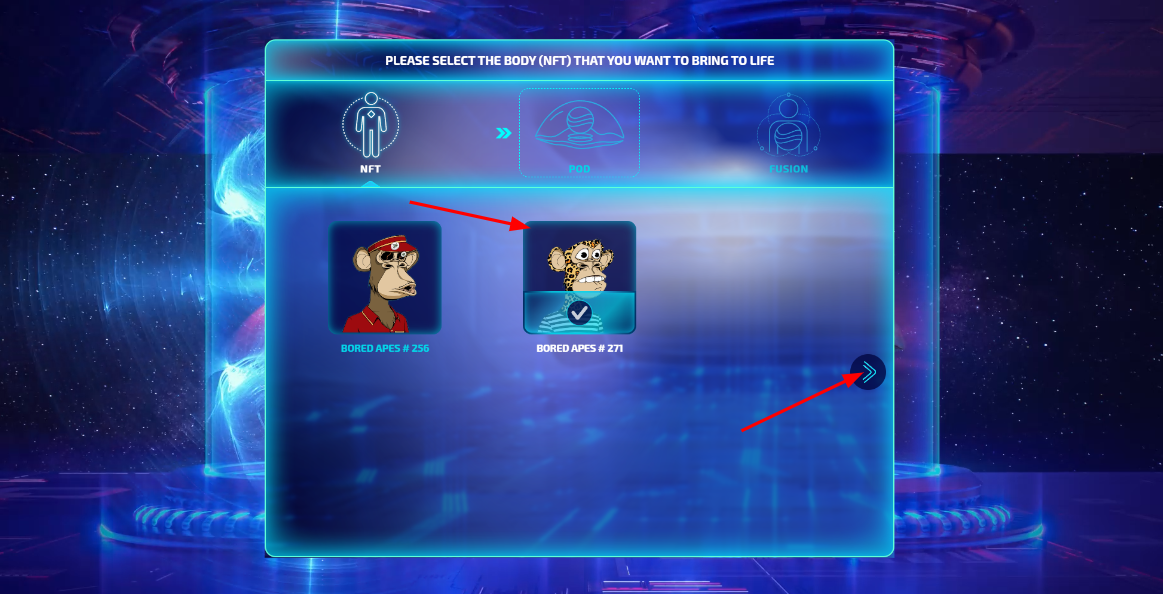 PLEASE SELECT THE BODY (NFT) THAT YOU WANT TO BRING TO LIFE
NFT
POD
FUSION
BORED APES # 256
BORED APES # 271